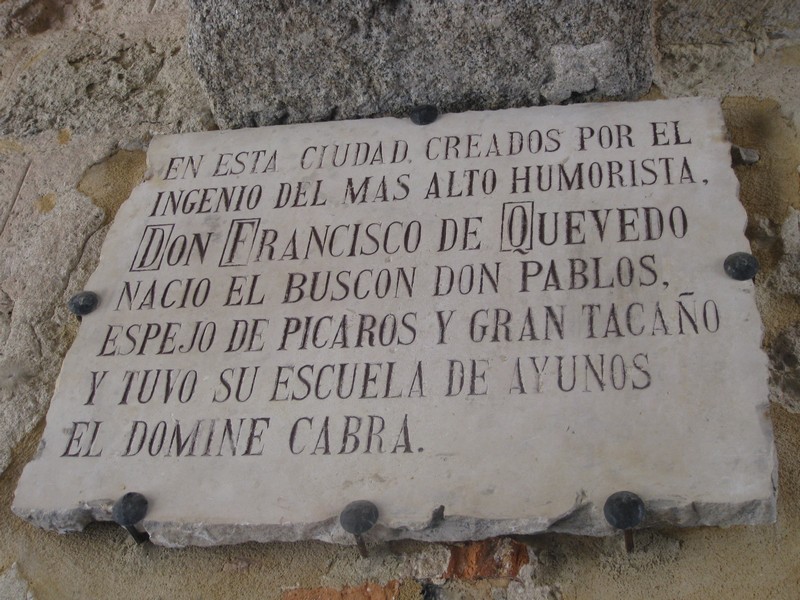 EN ESTA CIUDAD, CREADOS POR EL
INGENIO DEL MAS ALTO HUMORISTA,
DON FRANCISCO DE QUEVEDO
NACIO EL BUSCON DON PABLOS,
ESPEJO DE PICAROS Y GRAN TACAÑO
Y TUVO SU ESCUELA DE AYUNOS
EL DOMINE CABRA.